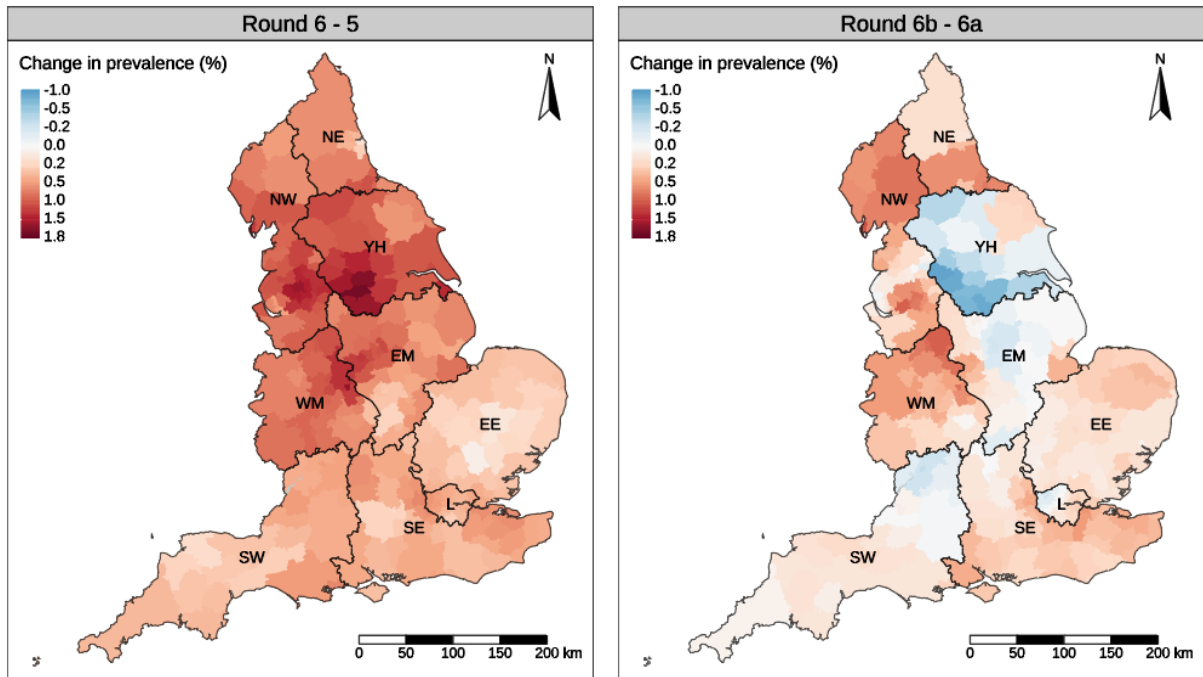 Round 6 - 5
Change in prevalence (%)
-1.0
-0.5
-0.2
0.0
0.2
0.5
1.0
1.5
1.8
N
NE
NW
YH
EM
WM
EE
L
SE
SW
0 50 100 150 200 km
Round 6b - 6a
Change in prevalence (%)
-1.0
-0.5
-0.2
0.0
0.2
0.5
1.0
1.5
1.8
N
NE
NW
YH
EM
WM
EE
L
SE
SW
0 50 100 150 200 km